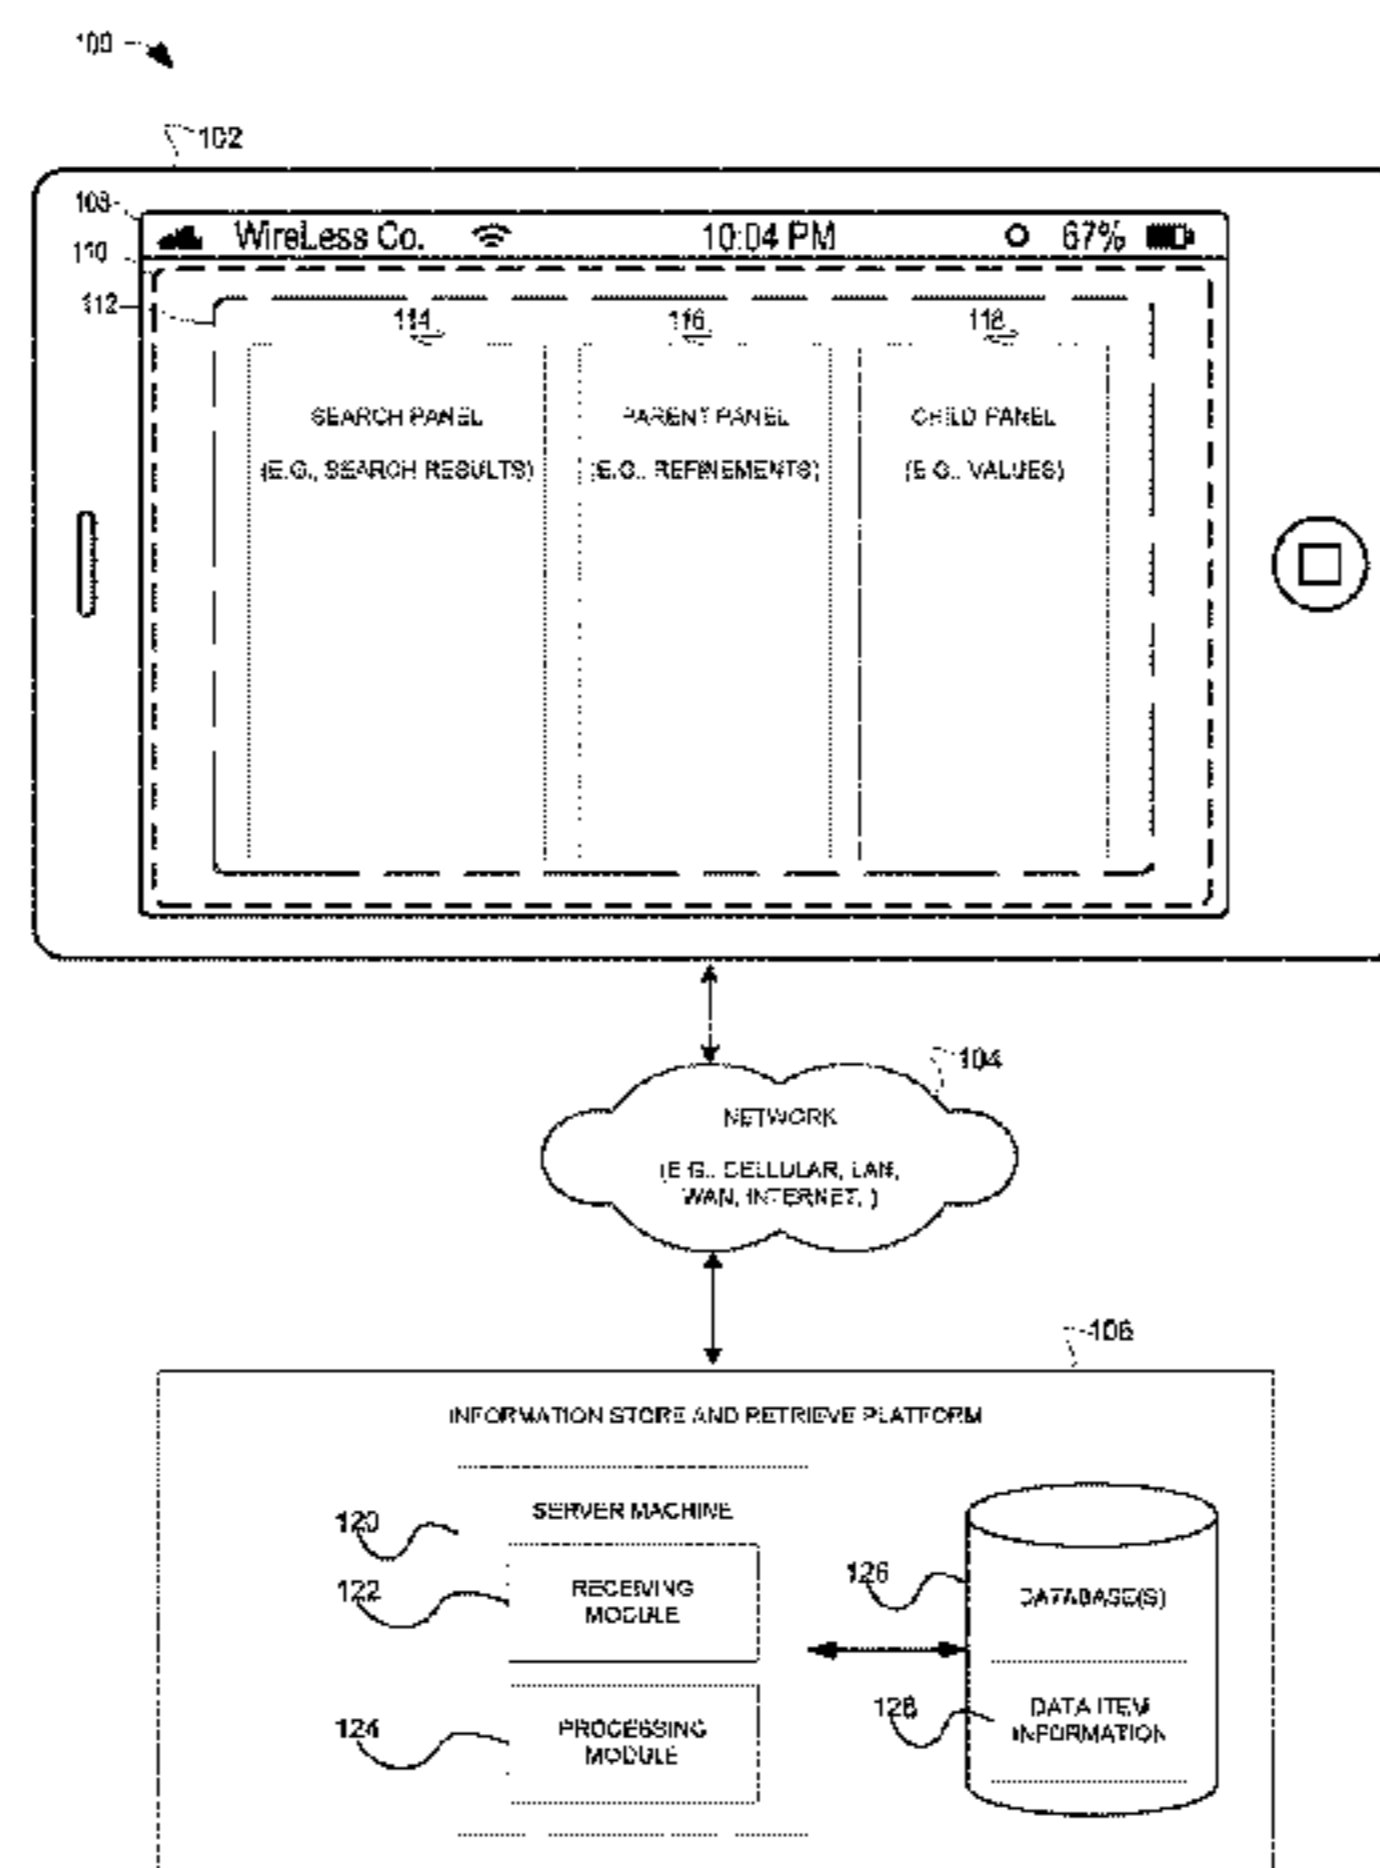 100
102
108
WireLess Co. 10:04 PM 67%
110
112
114 116 118
SEARCH PANEL PARENT PANEL CHILD PANEL
(E.G., SEARCH RESULTS) (E.G., REFINEMENTS) (E.G., VALUES)
104
NETWORK
(E.G., CELLULAR, LAN,
WAN, INTERNET, )
106
INFORMATION STORE AND RETRIEVE PLATFORM
120 SERVER MACHINE
122 RECEIVING
MODULE
126 DATABASE(S)
124 PROCESSING
MODULE
128 DATA ITEM
INFORMATION